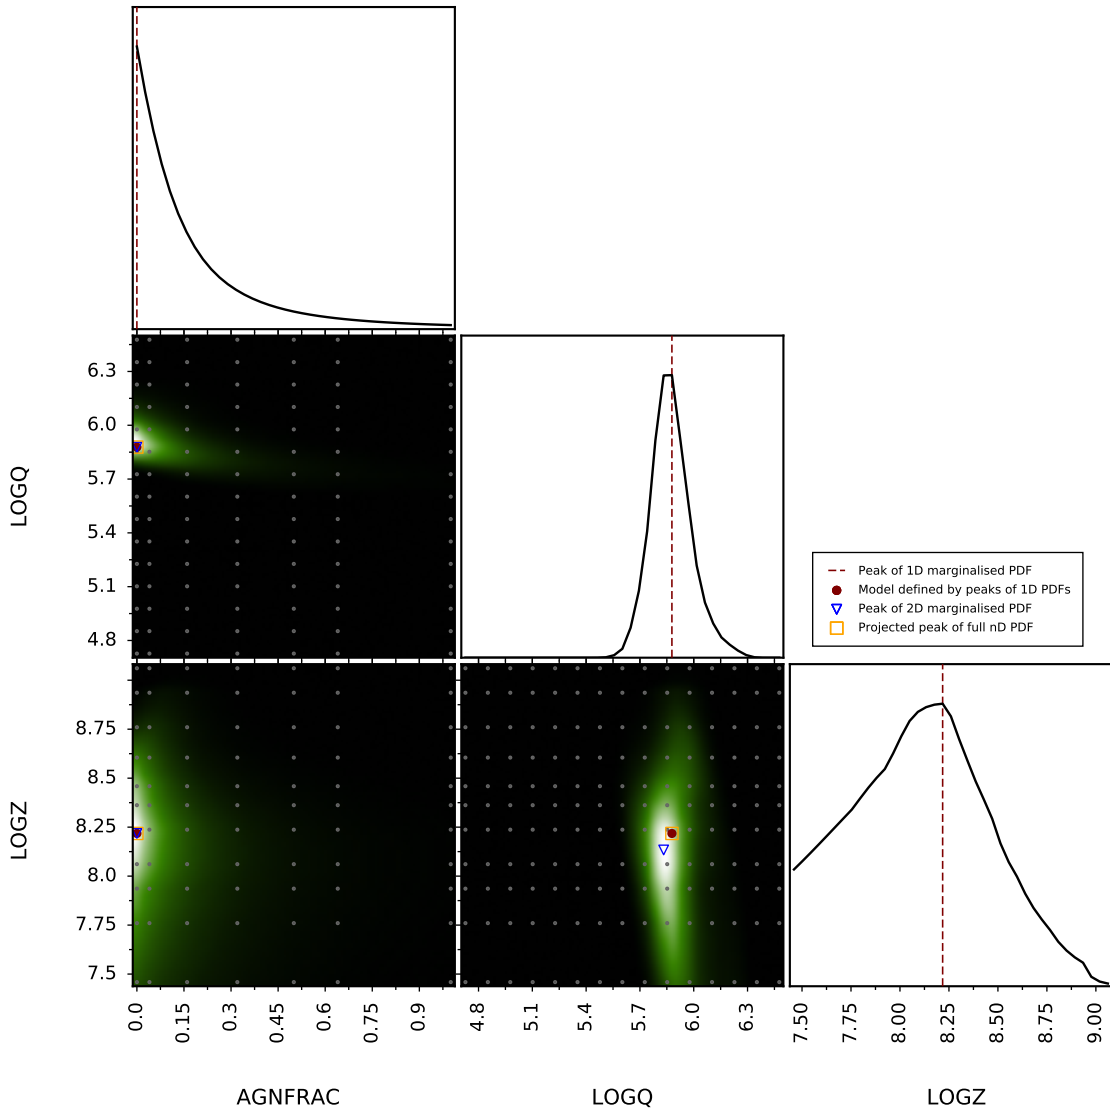 6.3
6.0
5.7
5.4
5.1
4.8
LOGQ
Peak of 1D marginalised PDF
Model defined by peaks of 1D PDFs
Peak of 2D marginalised PDF
Projected peak of full nD PDF
8.75
8.5
8.25
8.0
7.75
7.5
LOGZ
0.0 0.15 0.3 0.45 0.6 0.75 0.9
4.8 5.1 5.4 5.7 6.0 6.3
7.50 7.75 8.00 8.25 8.50 8.75 9.00
AGNFRAC
LOGQ
LOGZ